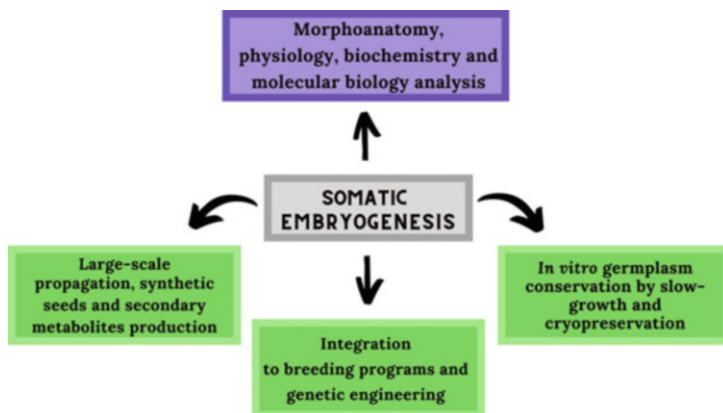 Morphoanatomy,
physiology, biochemistry and
molecular biology analysis
SOMATIC
EMBRYOGENESIS
Large-scale
propagation, synthetic
seeds and secondary
metabolites production
In vitro germplasm
conservation by slow-
growth and
cryopreservation
Integration
to breeding programs and
genetic engineering